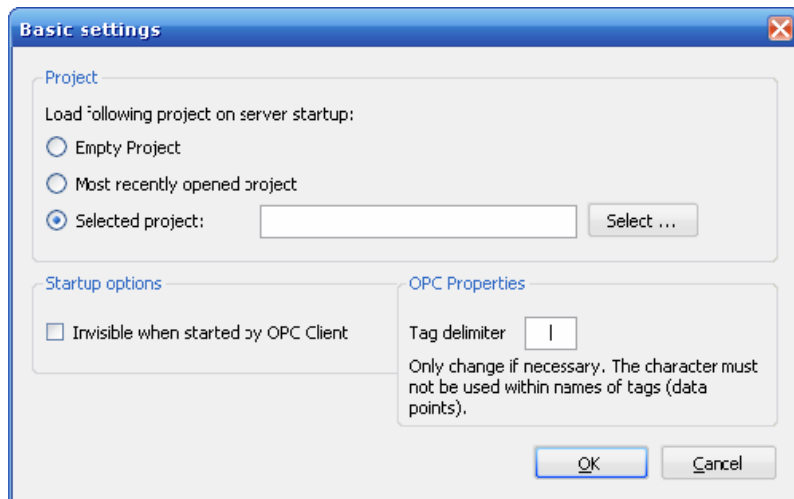 Basic settings
Project
Load following project on server startup:
Empty Project
Most recently opened project
Selected project:
Select ...
Startup options
Invisible when started by OPC Client
OPC Properties
Tag delimiter
|
Only change if necessary. The character must
not be used within names of tags (data
points).
OK
Cancel